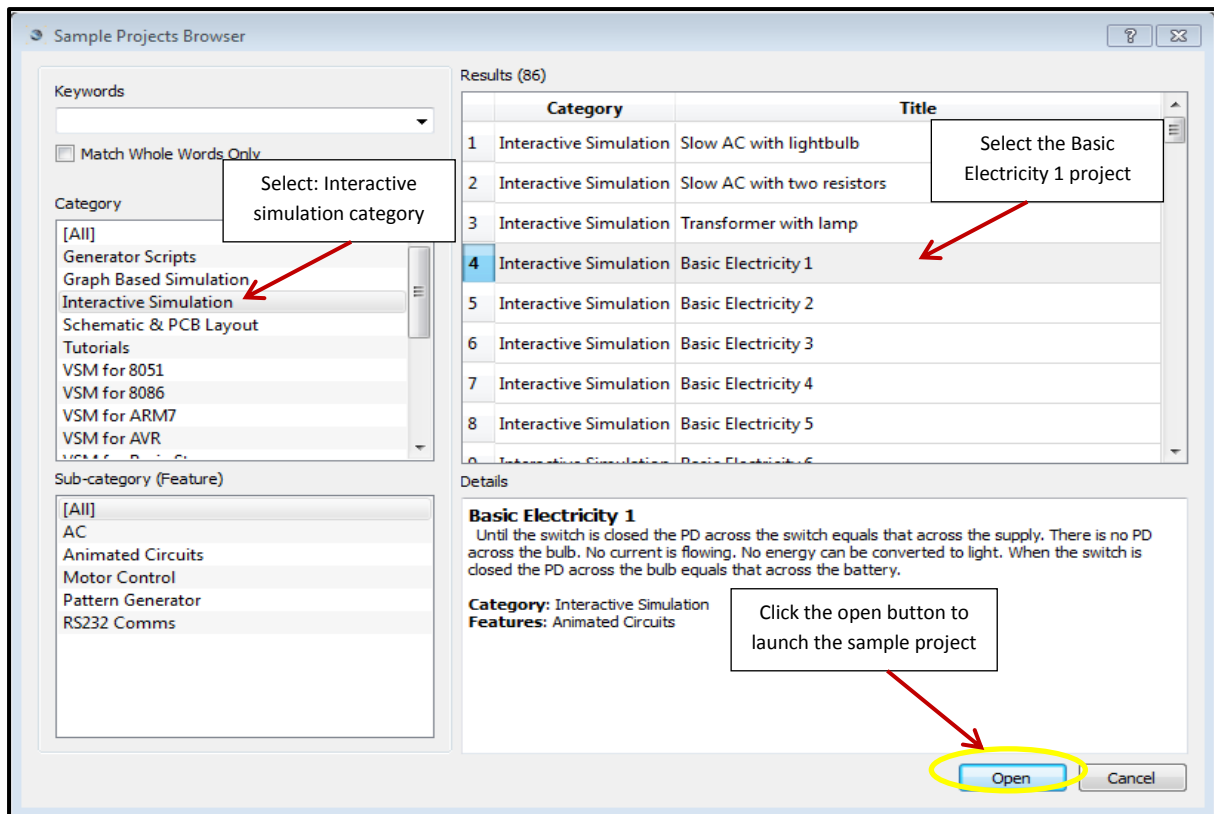 Sample Projects Browser
Keywords
Match Whole Words Only
Select: Interactive
simulation category
Category
[All]
Generator Scripts
Graph Based Simulation
Interactive Simulation
Schematic & PCB Layout
Tutorials
VSM for 8051
VSM for 8086
VSM for ARM7
VSM for AVR
Sub-category (Feature)
[All]
AC
Animated Circuits
Motor Control
Pattern Generator
RS232 Comms
Results (86)
Category Title
1 Interactive Simulation Slow AC with lightbulb
2 Interactive Simulation Slow AC with two resistors
3 Interactive Simulation Transformer with lamp
4 Interactive Simulation Basic Electricity 1
5 Interactive Simulation Basic Electricity 2
6 Interactive Simulation Basic Electricity 3
7 Interactive Simulation Basic Electricity 4
8 Interactive Simulation Basic Electricity 5
Select the Basic
Electricity 1 project
Details
Basic Electricity 1
Until the switch is closed the PD across the switch equals that across the supply. There is no PD
across the bulb. No current is flowing. No energy can be converted to light. When the switch is
closed the PD across the bulb equals that across the battery.
Category: Interactive Simulation
Features: Animated Circuits
Click the open button to
launch the sample project
Open
Cancel